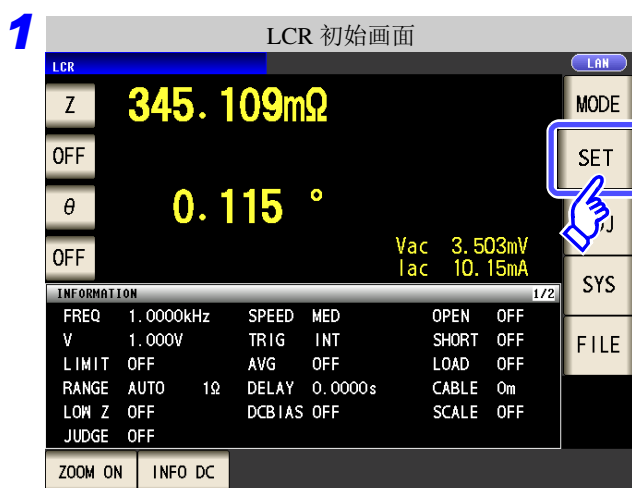 1
LCR 初始画面
LCR
LAN
Z 345.109mΩ
MODE
OFF
SET
θ 0.115 °
OFF
Vac 3.503mV
Iac 10.15mA
SYS
INFORMATION 1/2
FREQ 1.0000kHz SPEED MED OPEN OFF
V 1.000V TRIG INT SHORT OFF
FILE
LIMIT OFF AVG OFF LOAD OFF
RANGE AUTO 1Ω DELAY 0.0000s CABLE 0m
LOW Z OFF DCBIAS OFF SCALE OFF
JUDGE OFF
ZOOM ON INFO DC